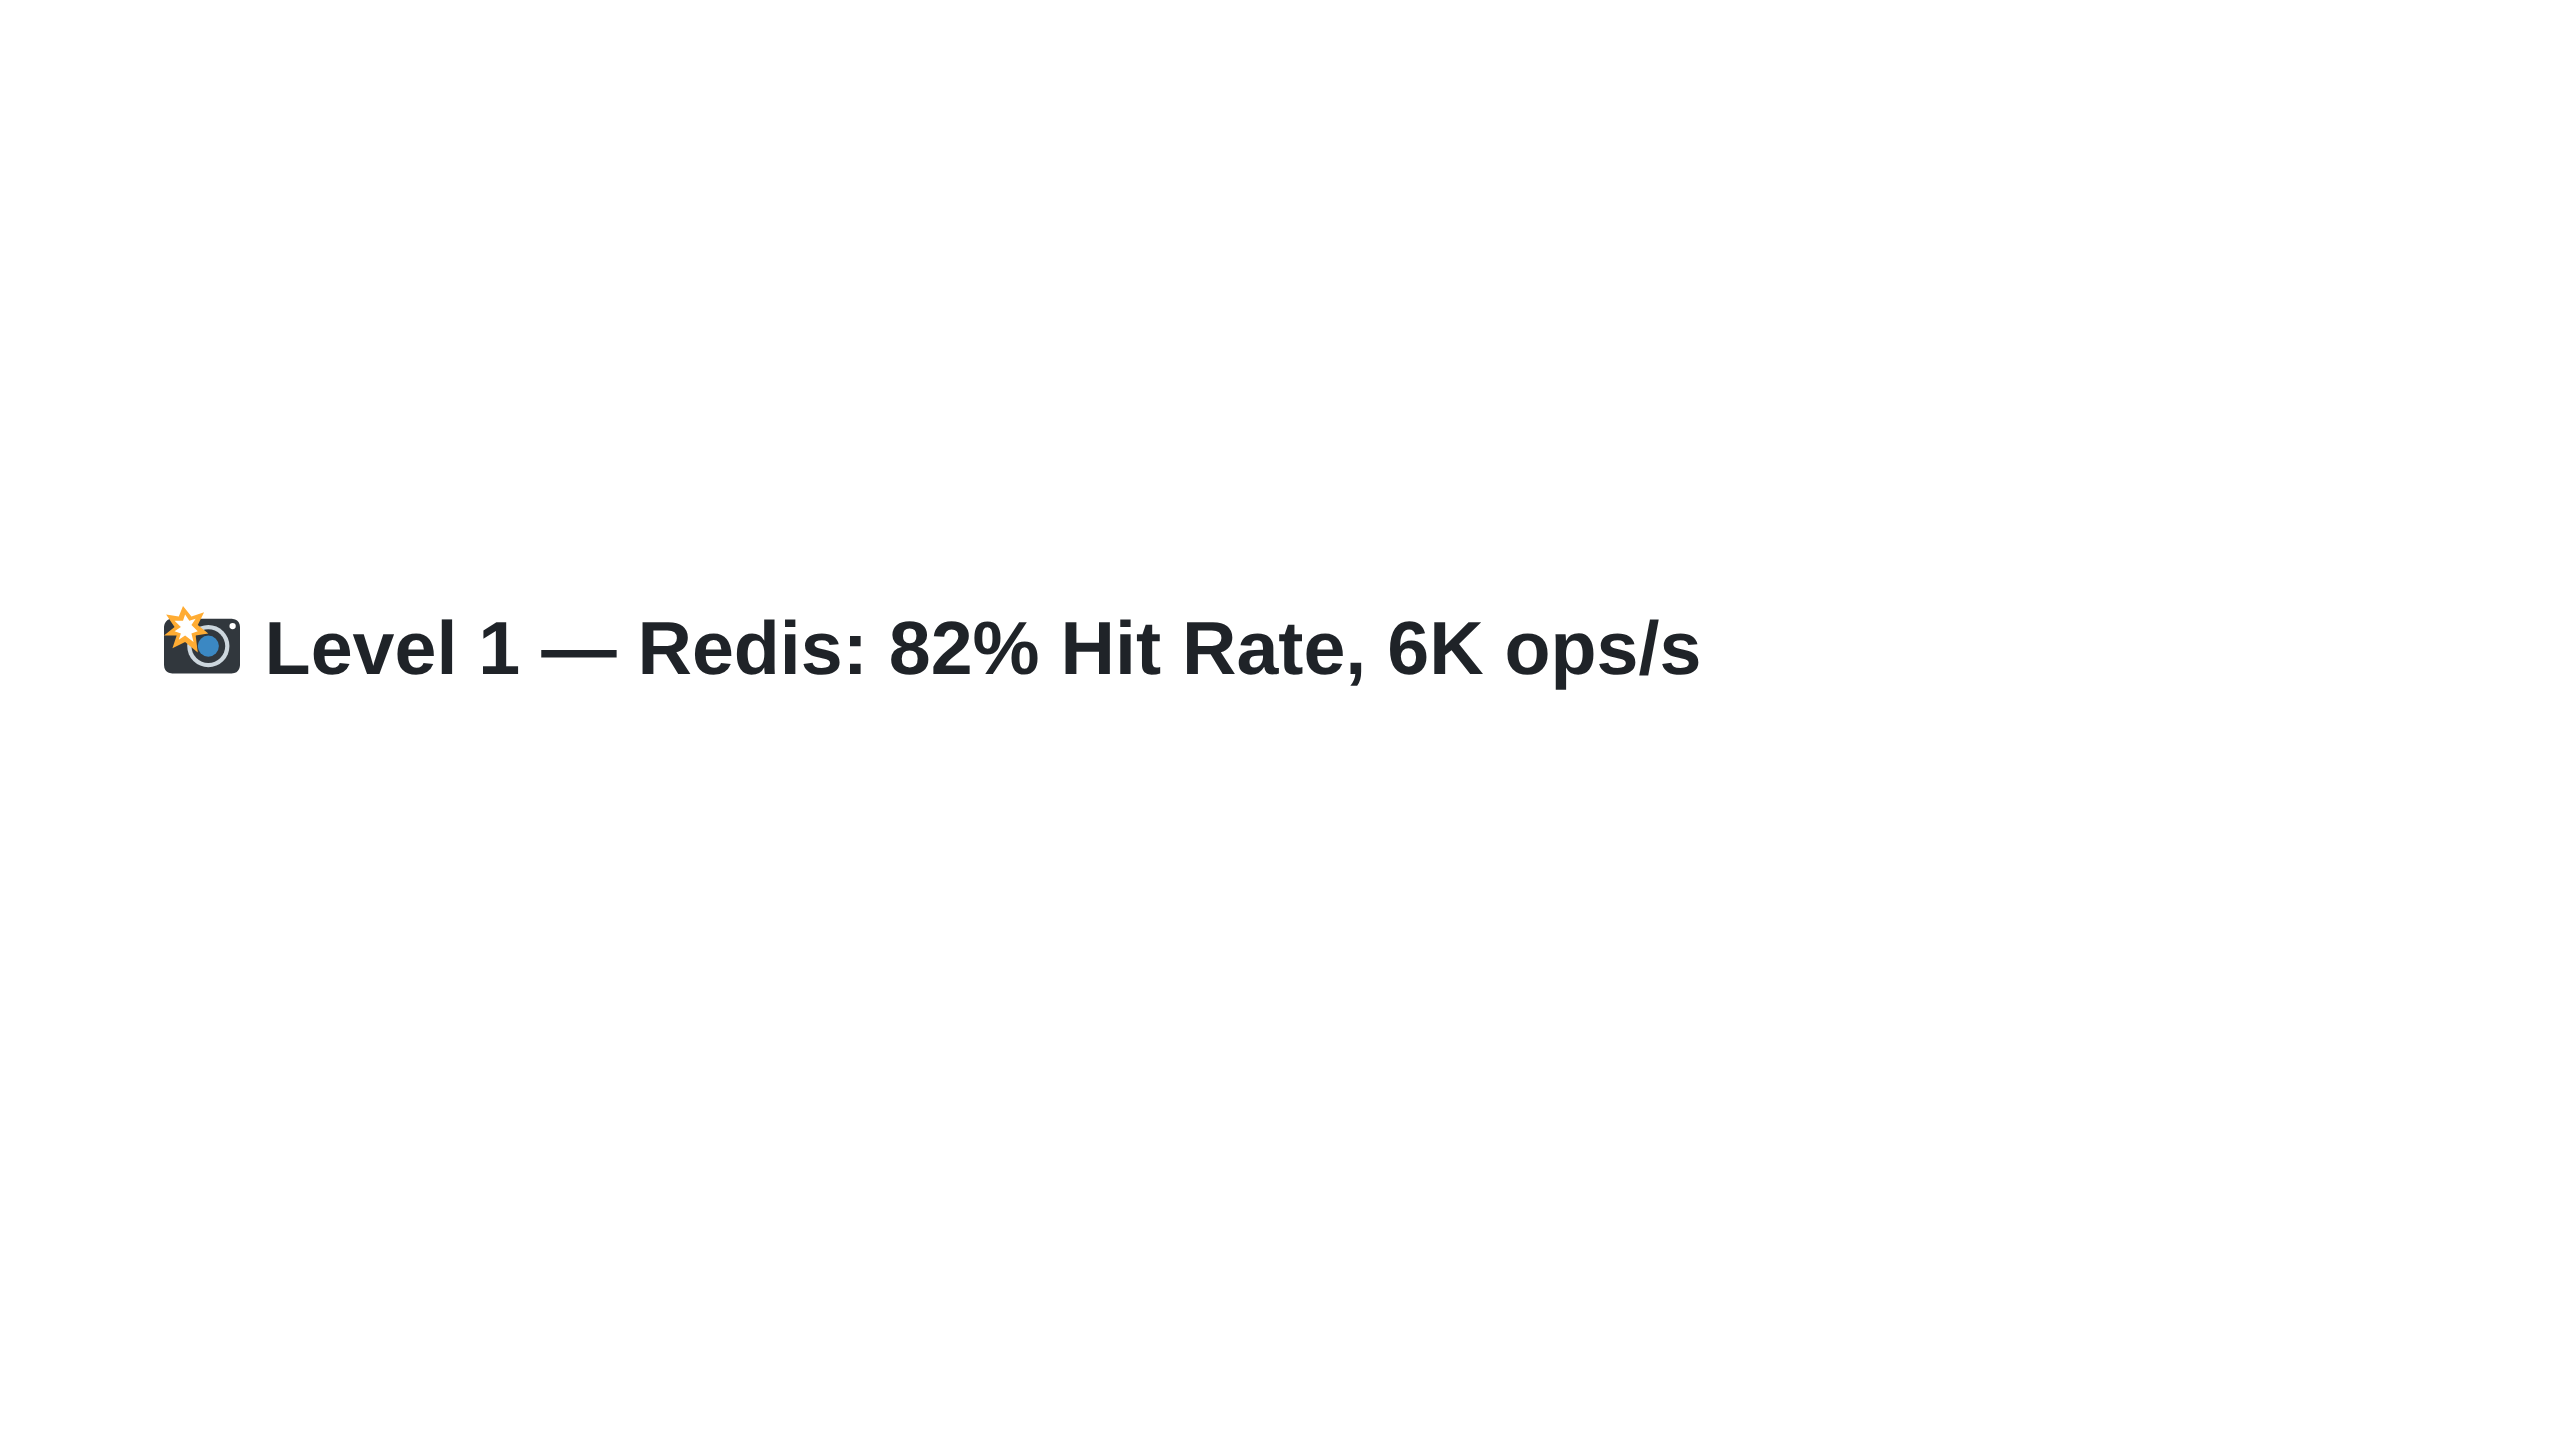 📸 Level 1 — Redis: 82% Hit Rate, 6K ops/s